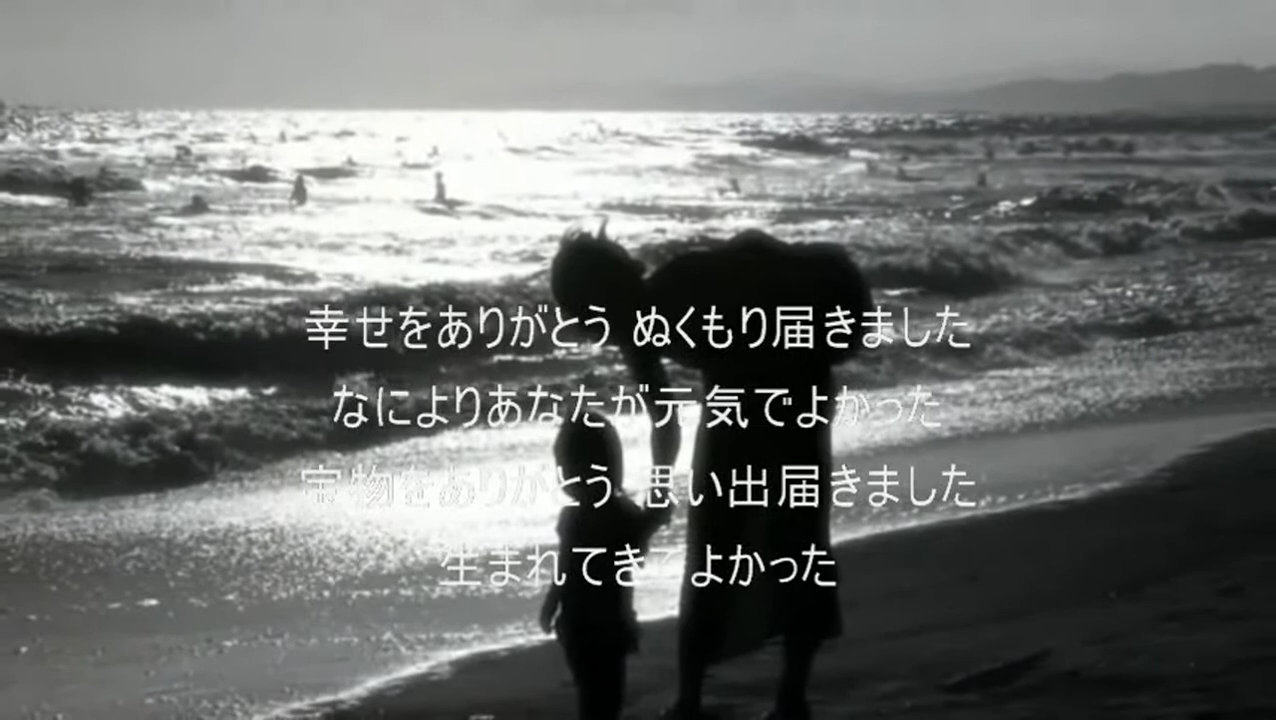 幸せをありがとう ぬくもり届きました
なによりあなたが元気でよかった
宝物をありがとう 思い出届きました
生まれてきてよかった